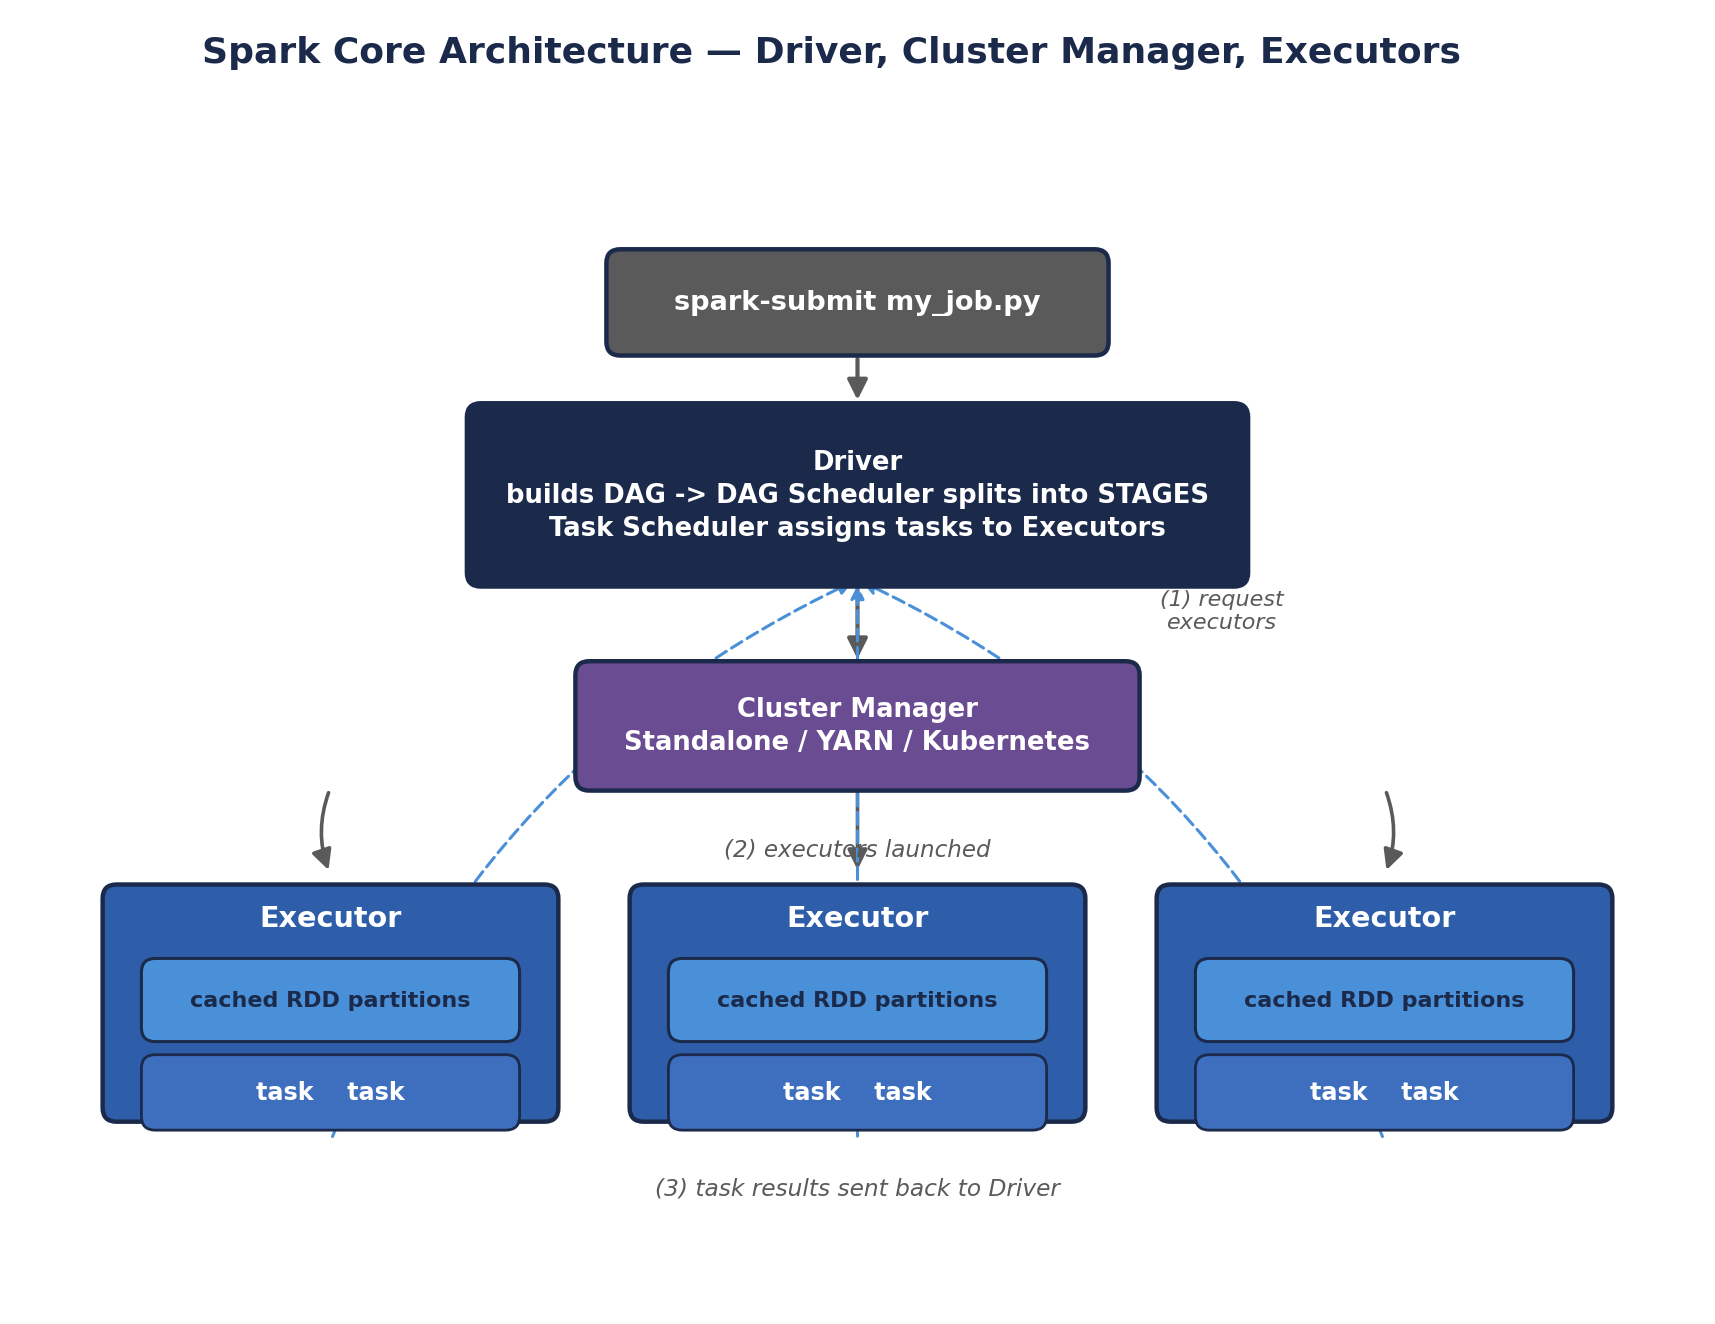 Spark Core Architecture — Driver, Cluster Manager, Executors
spark-submit my_job.py
Driver
builds DAG -> DAG Scheduler splits into STAGES
Task Scheduler assigns tasks to Executors
(1) request
executors
Cluster Manager
Standalone / YARN / Kubernetes
(2) executors launched
Executor
cached RDD partitions
task task
Executor
cached RDD partitions
task task
Executor
cached RDD partitions
task task
(3) task results sent back to Driver